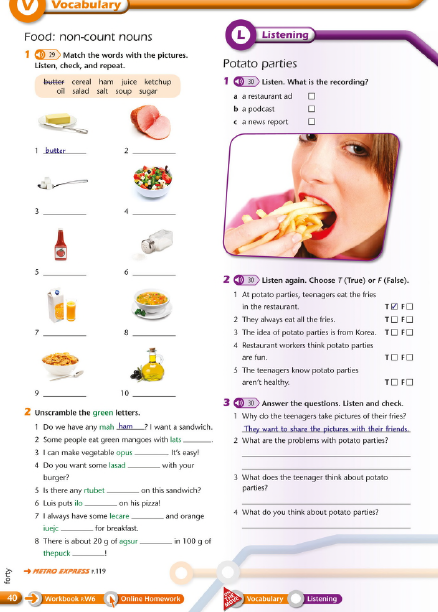 V Vocabulary
Food: non-count nouns
1 29 Match the words with the pictures.
Listen, check, and repeat.
butter cereal ham juice ketchup
oil salad salt soup sugar
1 butter
2
3
4
5
6
7
8
9
10
2 Unscramble the green letters.
1 Do we have any mah ham? I want a sandwich.
2 Some people eat green mangoes with lats ______.
3 I can make vegetable opus ______. It's easy!
4 Do you want some lasad ______ with your
burger?
5 Is there any rtubet ______ on this sandwich?
6 Luis puts ilo ______ on his pizza!
7 I always have some lecare ______ and orange
iuejc ______ for breakfast.
8 There is about 20 g of agsur ______ in 100 g of
thepuck ______!
METRO EXPRESS P.119
forty
40 Workbook P.W6 Online Homework
L Listening
Potato parties
1 30 Listen. What is the recording?
a a restaurant ad
b a podcast
c a news report
2 30 Listen again. Choose T (True) or F (False).
1 At potato parties, teenagers eat the fries
in the restaurant. T ☑ F ☐
2 They always eat all the fries. T ☐ F ☐
3 The idea of potato parties is from Korea. T ☐ F ☐
4 Restaurant workers think potato parties
are fun. T ☐ F ☐
5 The teenagers know potato parties
aren't healthy. T ☐ F ☐
3 30 Answer the questions. Listen and check.
1 Why do the teenagers take pictures of their fries?
They want to share the pictures with their friends.
2 What are the problems with potato parties?
3 What does the teenager think about potato
parties?
4 What do you think about potato parties?
ON THE MOVE Vocabulary Listening